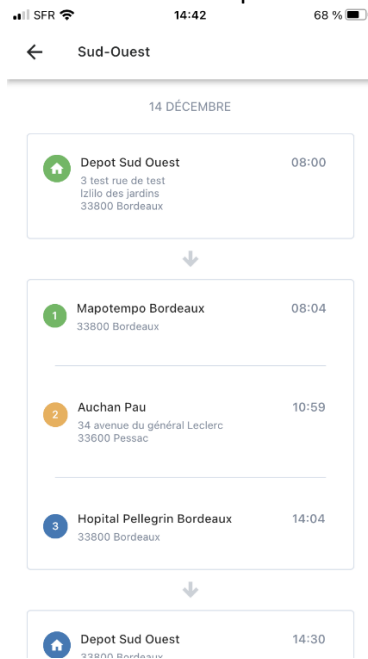 SFR 14:42 68 %
Sud-Ouest
14 DÉCEMBRE
Depot Sud Ouest 08:00
3 test rue de test
Izlilo des jardins
33800 Bordeaux
1 Mapotempo Bordeaux 08:04
33800 Bordeaux
2 Auchan Pau 10:59
34 avenue du général Leclerc
33600 Pessac
3 Hopital Pellegrin Bordeaux 14:04
33800 Bordeaux
Depot Sud Ouest 14:30
33800 Bordeaux